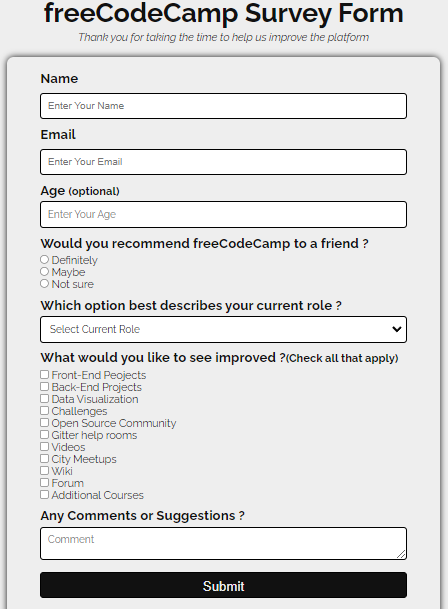 freeCodeCamp Survey Form
Thank you for taking the time to help us improve the platform
Name
Enter Your Name
Email
Enter Your Email
Age (optional)
Enter Your Age
Would you recommend freeCodeCamp to a friend ?
Definitely
Maybe
Not sure
Which option best describes your current role ?
Select Current Role
What would you like to see improved ?(Check all that apply)
Front-End Peojects
Back-End Projects
Data Visualization
Challenges
Open Source Community
Gitter help rooms
Videos
City Meetups
Wiki
Forum
Additional Courses
Any Comments or Suggestions ?
Comment
Submit